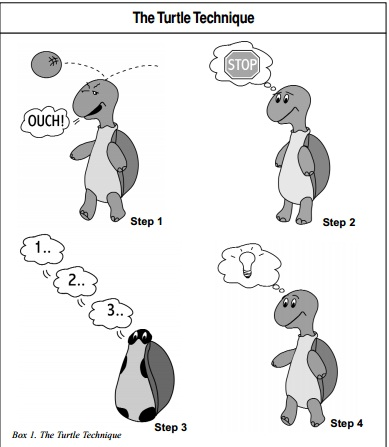 The Turtle Technique
OUCH!
Step 1
STOP
Step 2
1..
2..
3..
Step 3
Step 4
Box 1. The Turtle Technique